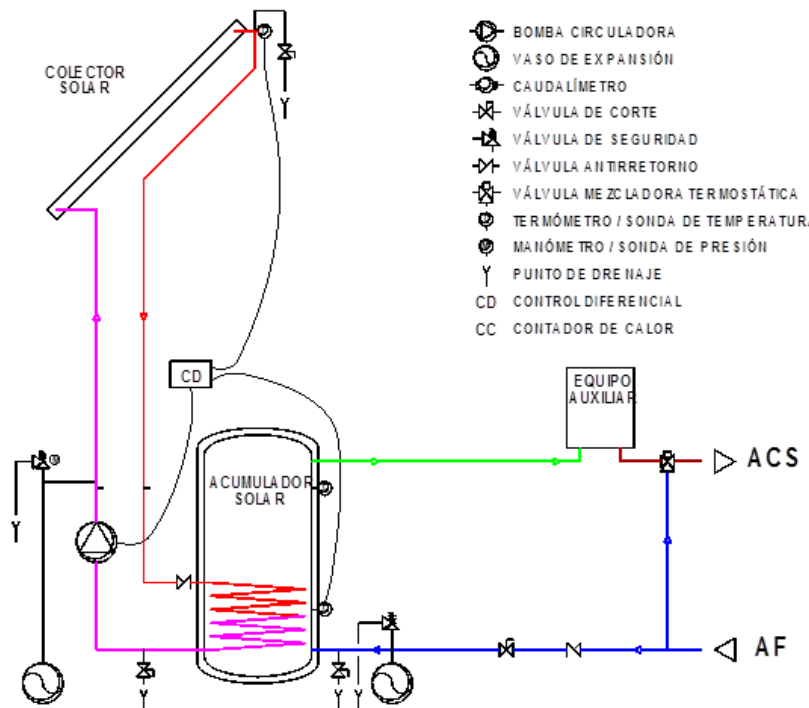 COLECTOR
SOLAR
BOMBA CIRCULADORA
VASO DE EXPANSIÓN
CAUDALÍMETRO
VÁLVULA DE CORTE
VÁLVULA DE SEGURIDAD
VÁLVULA ANTIRRETORNO
VÁLVULA MEZCLADORA TERMOSTÁTICA
TERMÓMETRO / SONDA DE TEMPERATURA
MANÓMETRO / SONDA DE PRESIÓN
PUNTO DE DRENAJE
CD CONTROL DIFERENCIAL
CC CONTADOR DE CALOR
CD
EQUIPO
AUXILIAR
ACUMULADOR
SOLAR
ACS
AF